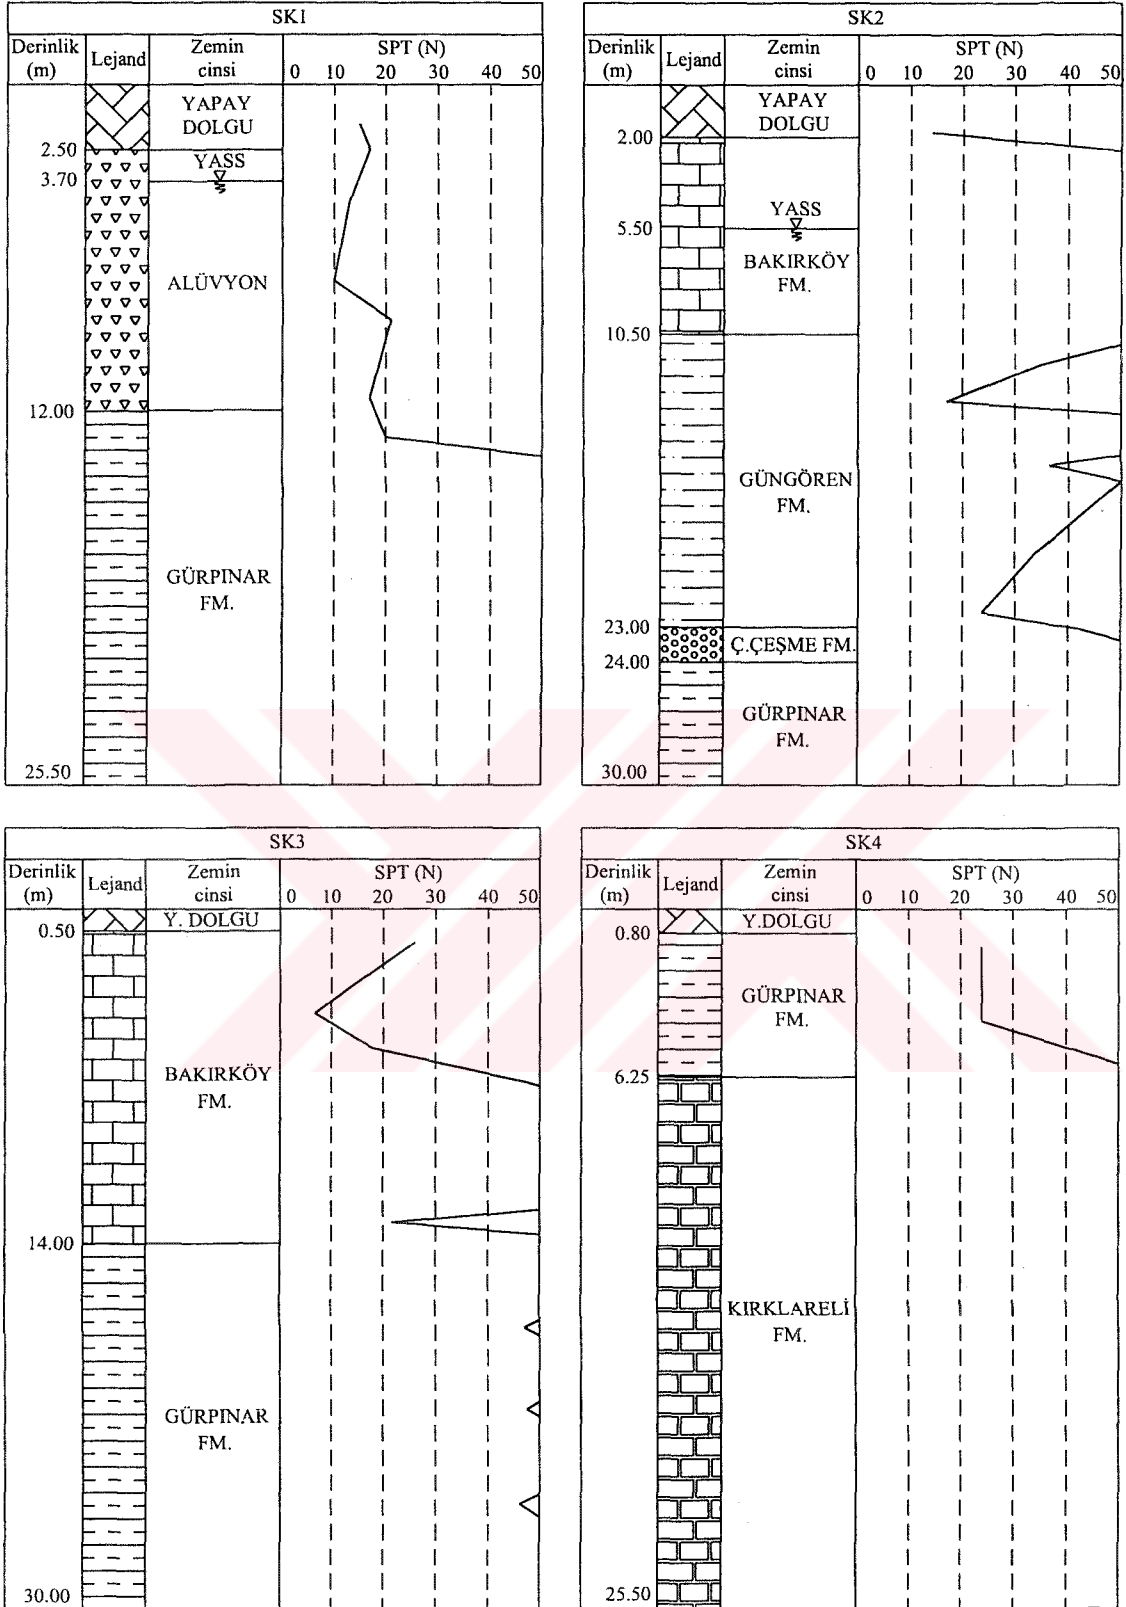 SK1
Derinlik (m) Lejand Zemin cinsi SPT (N)
0 10 20 30 40 50
YAPAY
DOLGU
2.50
YASS
3.70
ALÜVYON
12.00
GÜRPINAR
FM.
25.50
SK2
Derinlik (m) Lejand Zemin cinsi SPT (N)
0 10 20 30 40 50
YAPAY
DOLGU
2.00
YASS
5.50
BAKIRKÖY
FM.
10.50
GÜNGÖREN
FM.
23.00
Ç.ÇEŞME FM.
24.00
GÜRPINAR
FM.
30.00
SK3
Derinlik (m) Lejand Zemin cinsi SPT (N)
0 10 20 30 40 50
Y. DOLGU
0.50
BAKIRKÖY
FM.
14.00
GÜRPINAR
FM.
30.00
SK4
Derinlik (m) Lejand Zemin cinsi SPT (N)
0 10 20 30 40 50
Y.DOLGU
0.80
GÜRPINAR
FM.
6.25
KIRKLARELİ
FM.
25.50